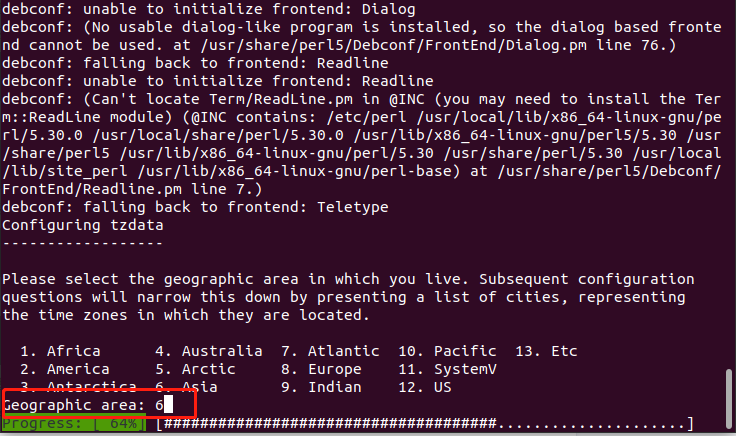 debconf: unable to initialize frontend: Dialog
debconf: (No usable dialog-like program is installed, so the dialog based fronte
nd cannot be used. at /usr/share/perl5/Debconf/FrontEnd/Dialog.pm line 76.)
debconf: falling back to frontend: Readline
debconf: unable to initialize frontend: Readline
debconf: (Can't locate Term/ReadLine.pm in @INC (you may need to install the Ter
m::ReadLine module) (@INC contains: /etc/perl /usr/local/lib/x86_64-linux-gnu/pe
rl/5.30.0 /usr/local/share/perl/5.30.0 /usr/lib/x86_64-linux-gnu/perl5/5.30 /usr
/share/perl5 /usr/lib/x86_64-linux-gnu/perl/5.30 /usr/share/perl/5.30 /usr/local
/lib/site_perl /usr/lib/x86_64-linux-gnu/perl-base) at /usr/share/perl5/Debconf/
FrontEnd/Readline.pm line 7.)
debconf: falling back to frontend: Teletype
Configuring tzdata
------------------
Please select the geographic area in which you live. Subsequent configuration
questions will narrow this down by presenting a list of cities, representing
the time zones in which they are located.
1. Africa 4. Australia 7. Atlantic 10. Pacific 13. Etc
2. America 5. Arctic 8. Europe 11. SystemV
3. Antarctica 6. Asia 9. Indian 12. US
Geographic area: 6
Progress: [ 64%] [#####################################.....................]